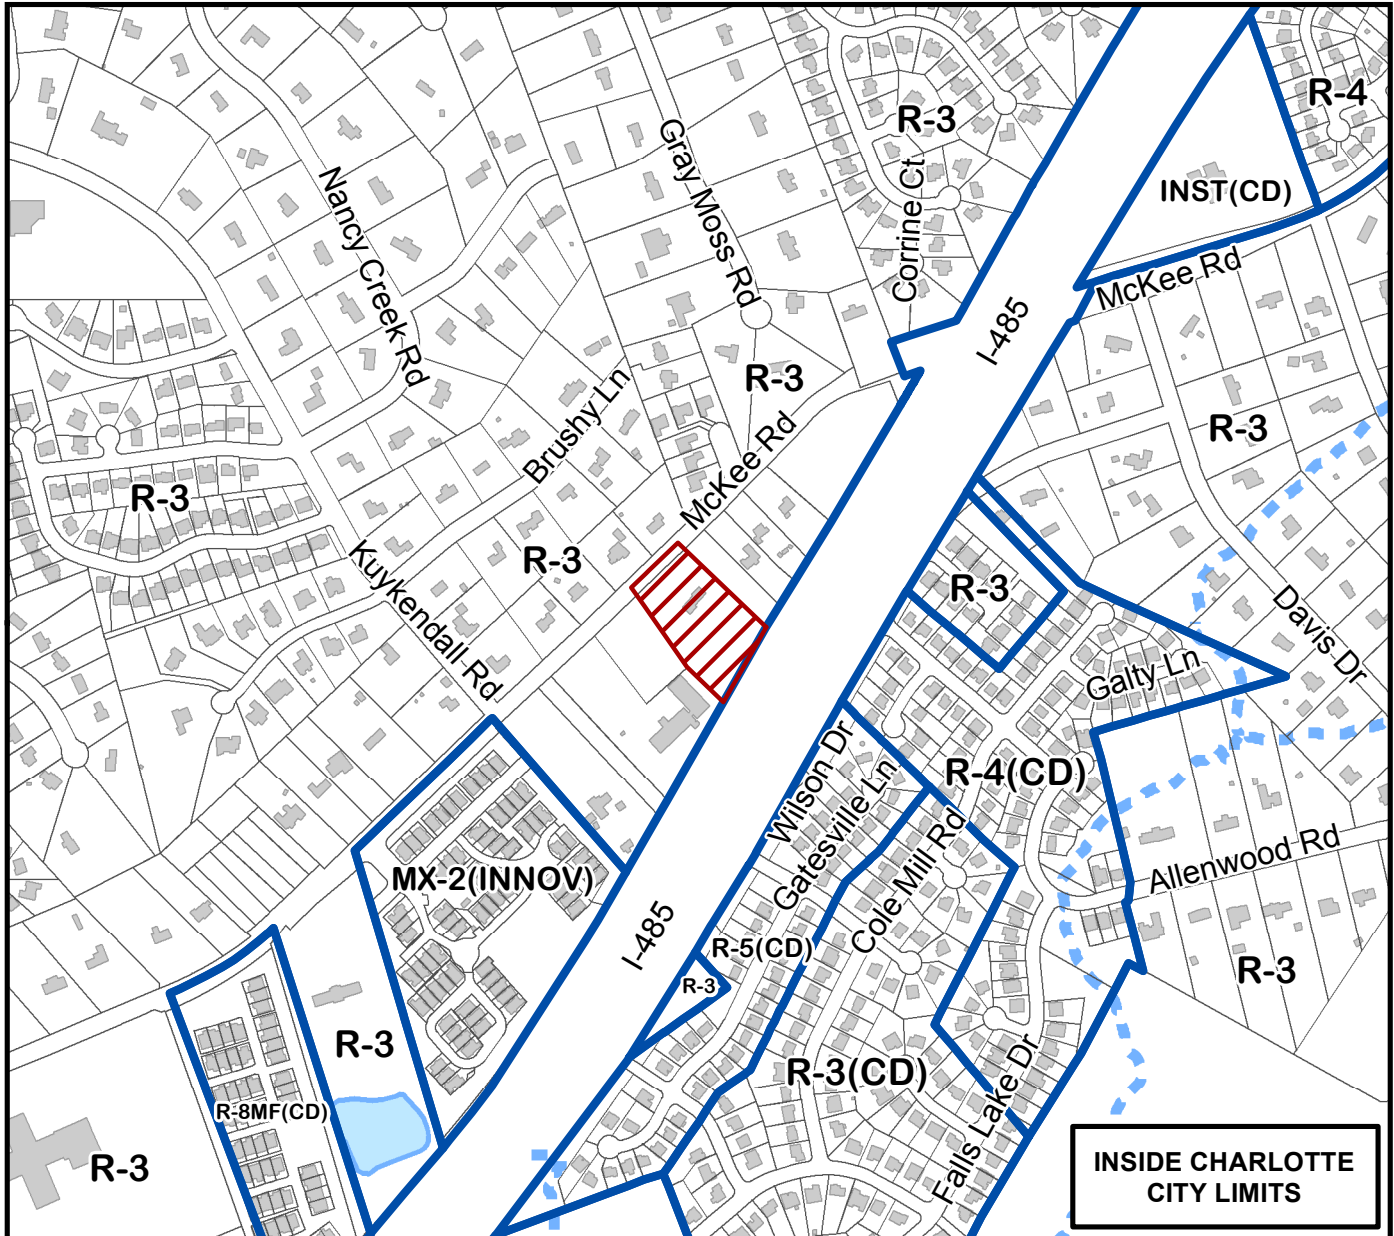 R-4
R-3
INST(CD)
Gray Moss Rd
Nancy Creek Rd
Corrine Ct
McKee Rd
I-485
R-3
Brushy Ln
R-3
McKee Rd
R-3
R-3
Kuykendall Rd
R-3
Davis Dr
Galty Ln
Wilson Dr
R-4(CD)
Gatesville Ln
Cole Mill Rd
Allenwood Rd
MX-2(INNOV)
I-485
R-5(CD)
R-3
R-3
R-3
R-3(CD)
Falls Lake Dr
R-8MF(CD)
R-3
INSIDE CHARLOTTE
CITY LIMITS